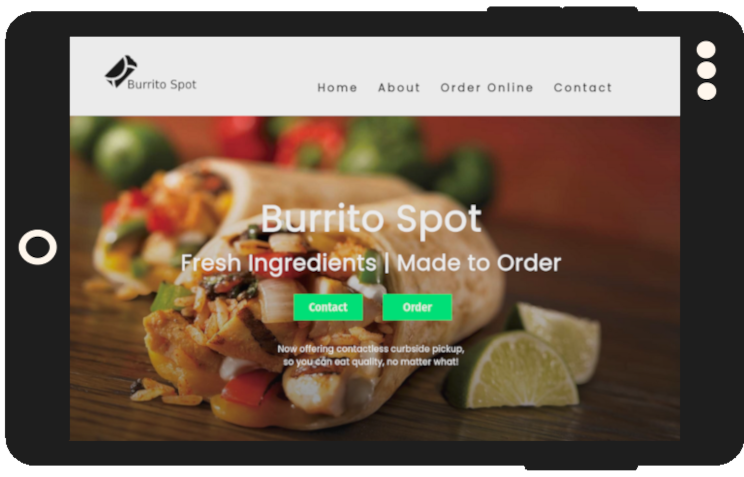 Burrito Spot
Home About Order Online Contact
Burrito Spot
Fresh Ingredients | Made to Order
Contact Order
Now offering contactless curbside pickup,
so you can eat quality, no matter what!